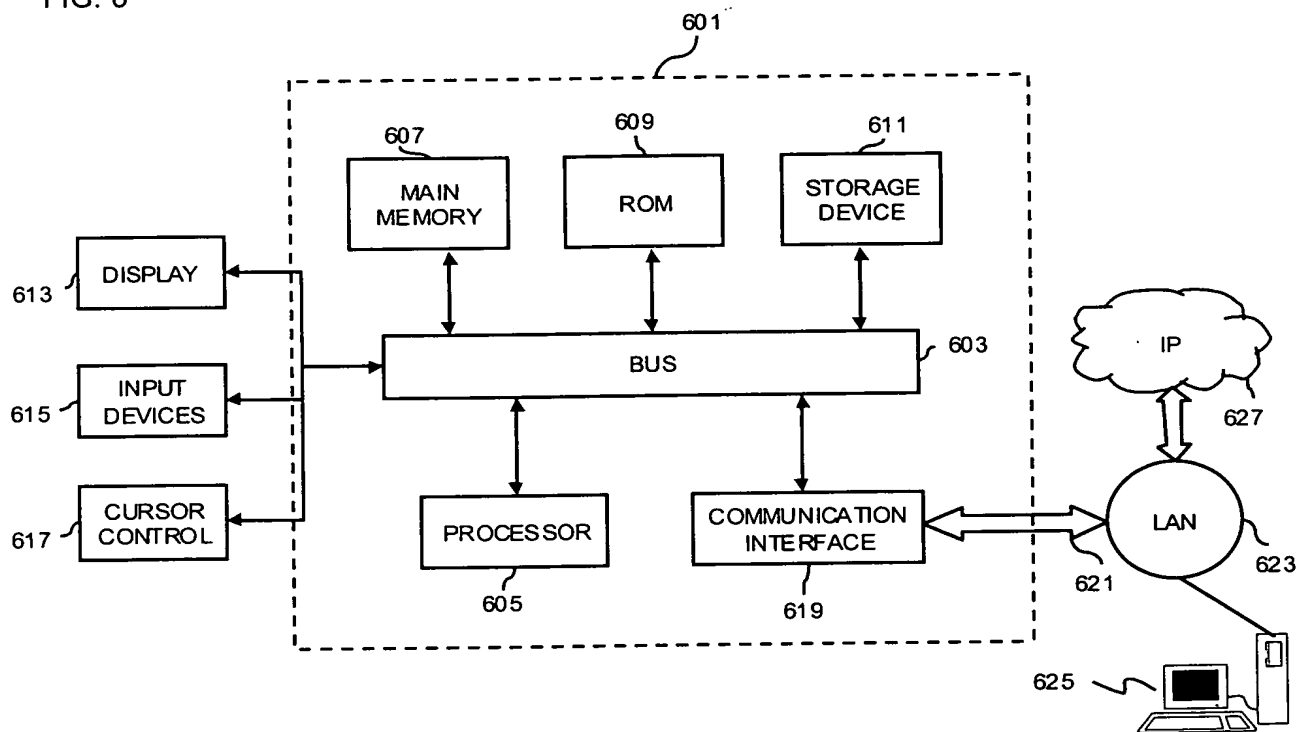 FIG. 6
601
607
609
611
MAIN
MEMORY
ROM
STORAGE
DEVICE
DISPLAY
613
BUS
603
IP
627
INPUT
DEVICES
615
CURSOR
CONTROL
617
PROCESSOR
605
COMMUNICATION
INTERFACE
619
621
LAN
623
625